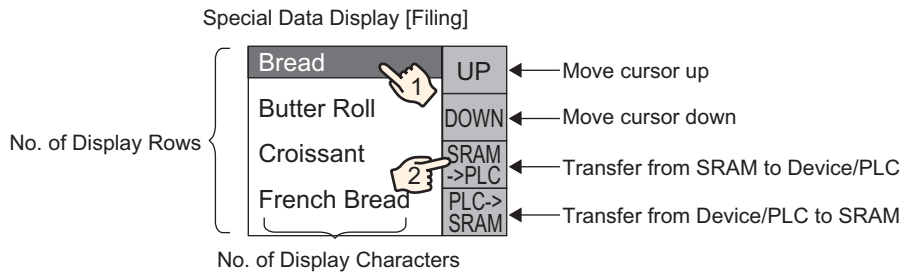 Special Data Display [Filing]
Bread
1
UP
Move cursor up
Butter Roll
DOWN
Move cursor down
No. of Display Rows
Croissant
2
SRAM
->PLC
Transfer from SRAM to Device/PLC
French Bread
PLC->
SRAM
Transfer from Device/PLC to SRAM
No. of Display Characters